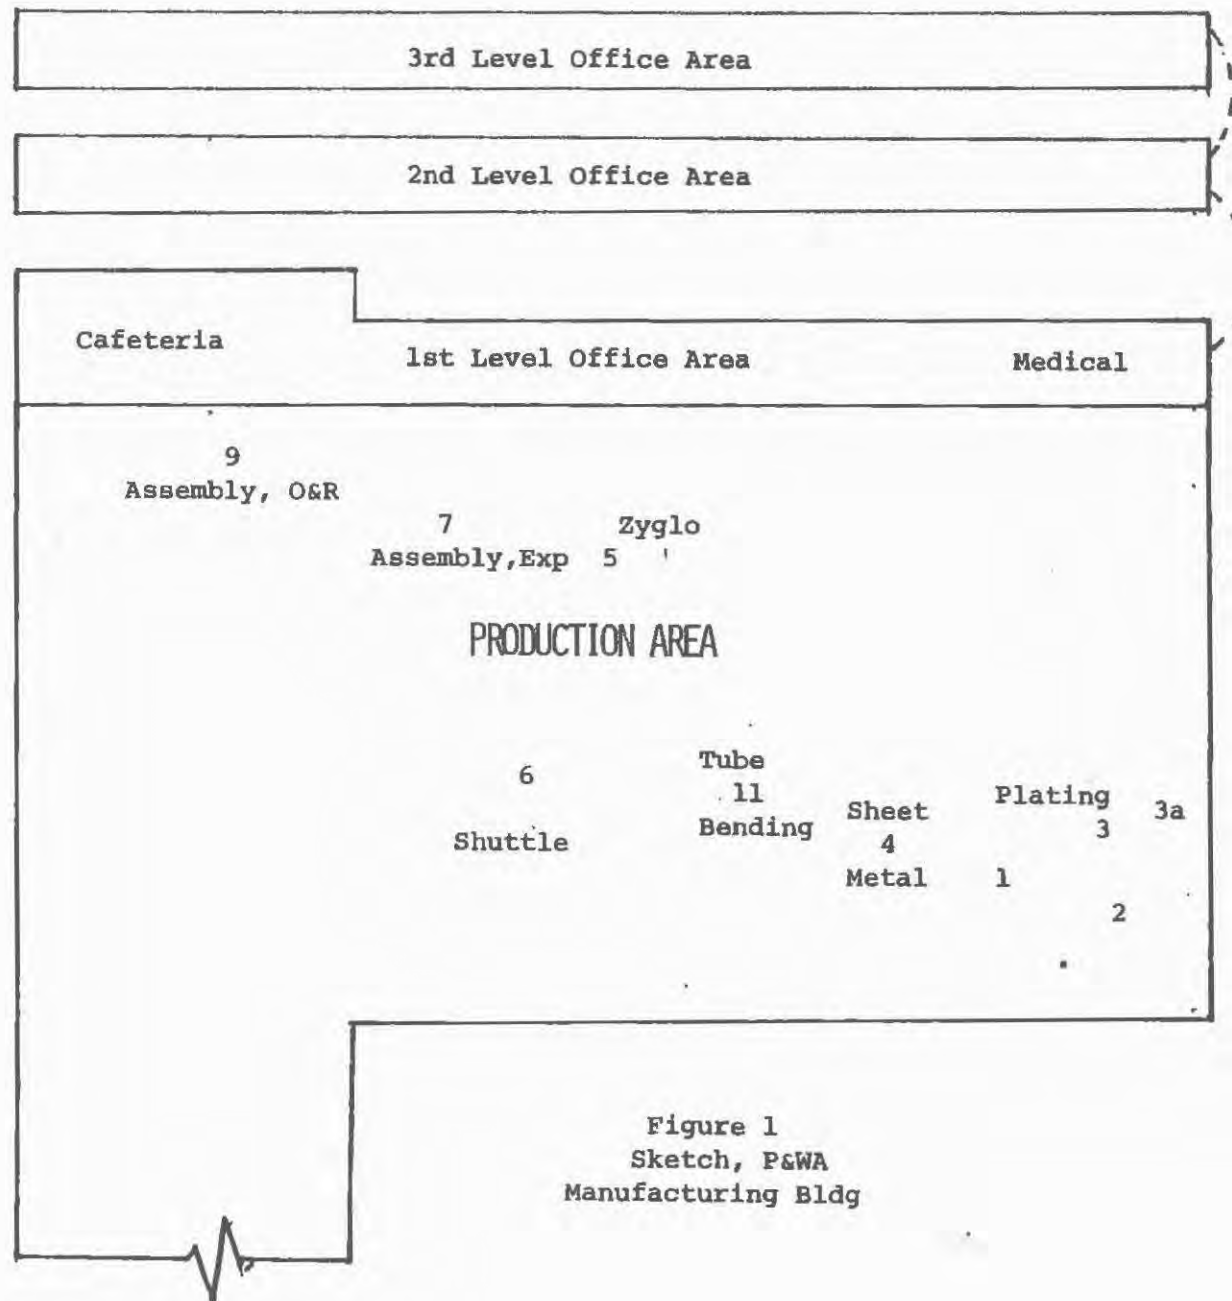 3rd Level Office Area
2nd Level Office Area
Cafeteria
1st Level Office Area
Medical
9
Assembly, O&R
7
Assembly,Exp
Zyglo
5
PRODUCTION AREA
6
Shuttle
Tube
11
Bending
Sheet
4
Metal
Plating
3
3a
1
2
Figure 1
Sketch, P&WA
Manufacturing Bldg